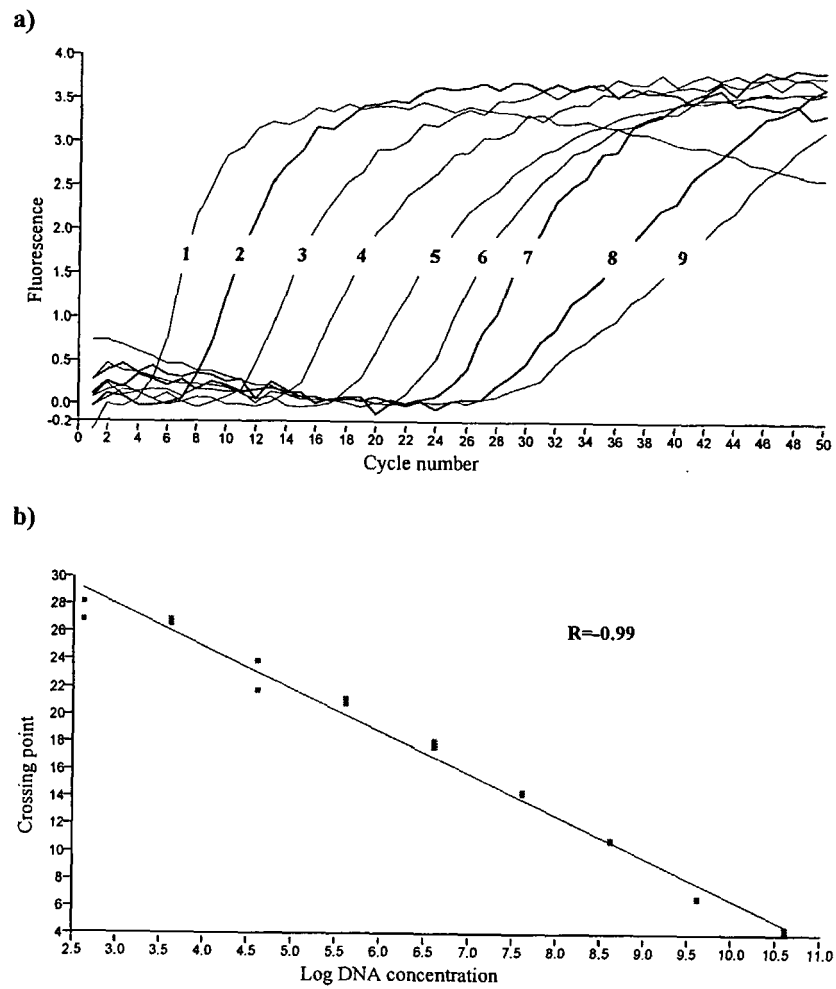 a)
4.0
3.5
3.0
2.5
2.0
1.5
1.0
0.5
0.0
-0.2
Fluorescence
1 2 3 4 5 6 7 8 9
0 2 4 6 8 10 12 14 16 18 20 22 24 26 28 30 32 34 36 38 40 42 44 46 48 50
Cycle number
b)
30
28
26
24
22
20
18
16
14
12
10
8
6
4
Crossing point
R=-0.99
2.5 3.0 3.5 4.0 4.5 5.0 5.5 6.0 6.5 7.0 7.5 8.0 8.5 9.0 9.5 10.0 10.5 11.0
Log DNA concentration